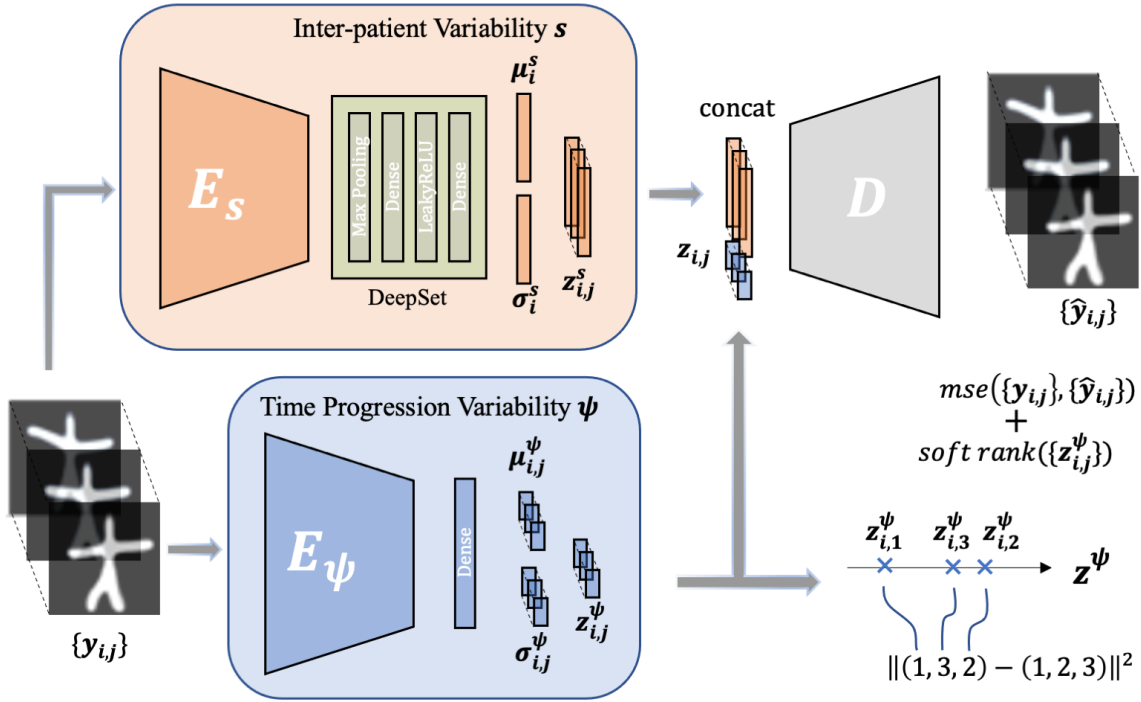 Inter-patient Variability s
μ_i^s
E_s
Max Pooling
Dense
LeakyReLU
Dense
DeepSet
σ_i^s
z_{i,j}^s
concat
z_{i,j}
D
{ŷ_{i,j}}
{y_{i,j}}
Time Progression Variability ψ
E_ψ
Dense
μ_{i,j}^ψ
σ_{i,j}^ψ
z_{i,j}^ψ
mse({y_{i,j}}, {ŷ_{i,j}})
+
soft rank({z_{i,j}^ψ})
z_{i,1}^ψ z_{i,3}^ψ z_{i,2}^ψ
z^ψ
‖(1, 3, 2) − (1, 2, 3)‖²